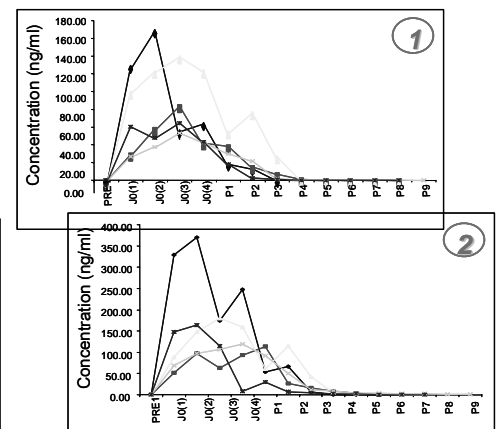 1
Concentration (ng/ml)
180.00
160.00
140.00
120.00
100.00
80.00
60.00
40.00
20.00
0.00
PRE
J0(1)
J0(2)
J0(3)
J0(4)
P1
P2
P3
P4
P5
P6
P7
P8
P9
2
Concentration (ng/ml)
400.00
350.00
300.00
250.00
200.00
150.00
100.00
50.00
0.00
PRE1
J0(1)
J0(2)
J0(3)
J0(4)
P1
P2
P3
P4
P5
P6
P7
P8
P9